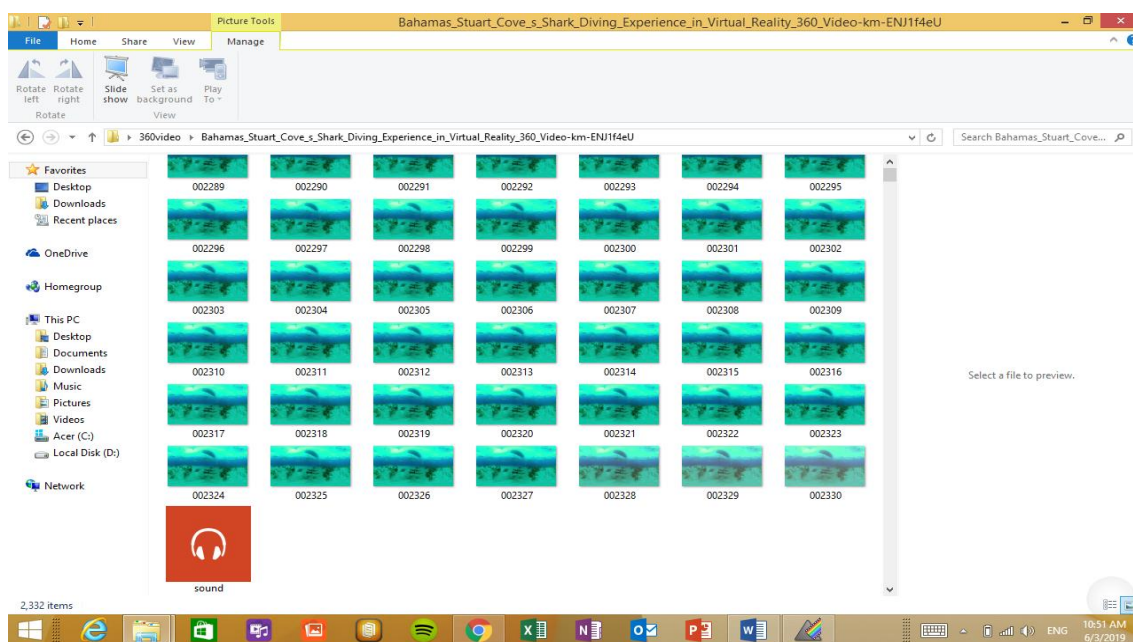 Picture Tools
Bahamas_Stuart_Cove_s_Shark_Diving_Experience_in_Virtual_Reality_360_Video-km-ENJ1f4eU
File Home Share View Manage
Rotate left Rotate right Slide show Set as background Play To
Rotate View
360video Bahamas_Stuart_Cove_s_Shark_Diving_Experience_in_Virtual_Reality_360_Video-km-ENJ1f4eU
Search Bahamas_Stuart_Cove...
Favorites
Desktop
Downloads
Recent places
OneDrive
Homegroup
This PC
Desktop
Documents
Downloads
Music
Pictures
Videos
Acer (C:)
Local Disk (D:)
Network
002289 002290 002291 002292 002293 002294 002295
002296 002297 002298 002299 002300 002301 002302
002303 002304 002305 002306 002307 002308 002309
002310 002311 002312 002313 002314 002315 002316
002317 002318 002319 002320 002321 002322 002323
002324 002325 002326 002327 002328 002329 002330
sound
Select a file to preview.
2,332 items
ENG
10:51 AM
6/3/2019